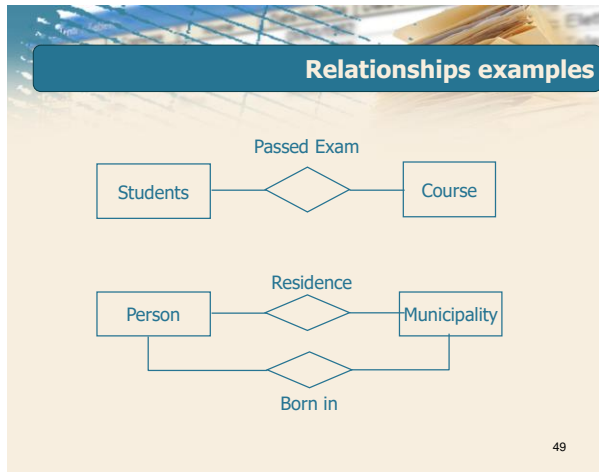 Relationships examples
Passed Exam
Students
Course
Residence
Person
Municipality
Born in
49